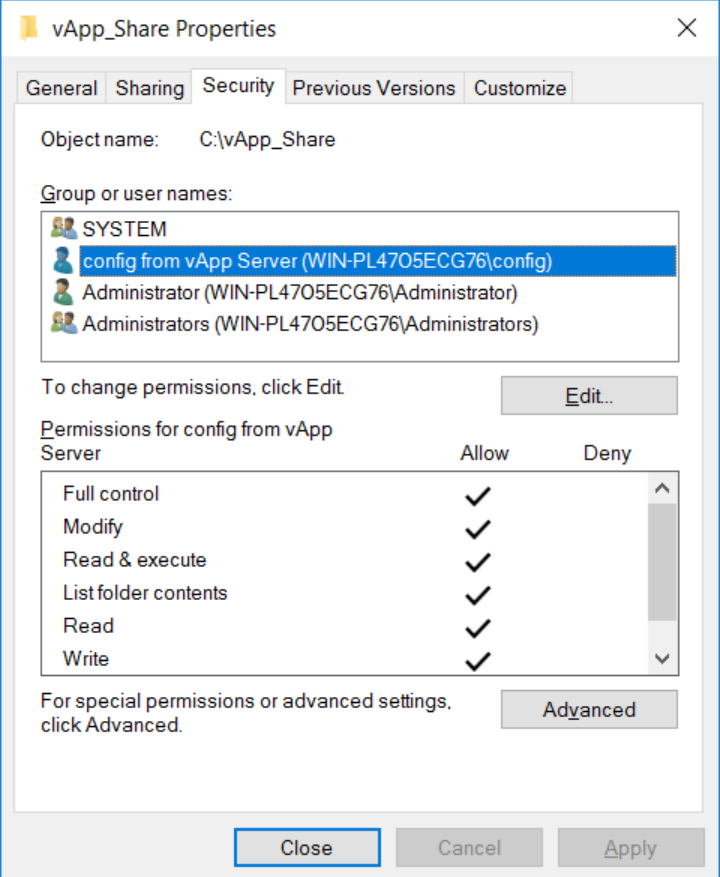 vApp_Share Properties
General Sharing Security Previous Versions Customize
Object name: C:\vApp_Share
Group or user names:
SYSTEM
config from vApp Server (WIN-PL47O5ECG76\config)
Administrator (WIN-PL47O5ECG76\Administrator)
Administrators (WIN-PL47O5ECG76\Administrators)
To change permissions, click Edit.
Edit...
Permissions for config from vApp
Server
Allow Deny
Full control
Modify
Read & execute
List folder contents
Read
Write
For special permissions or advanced settings,
click Advanced.
Advanced
Close Cancel Apply